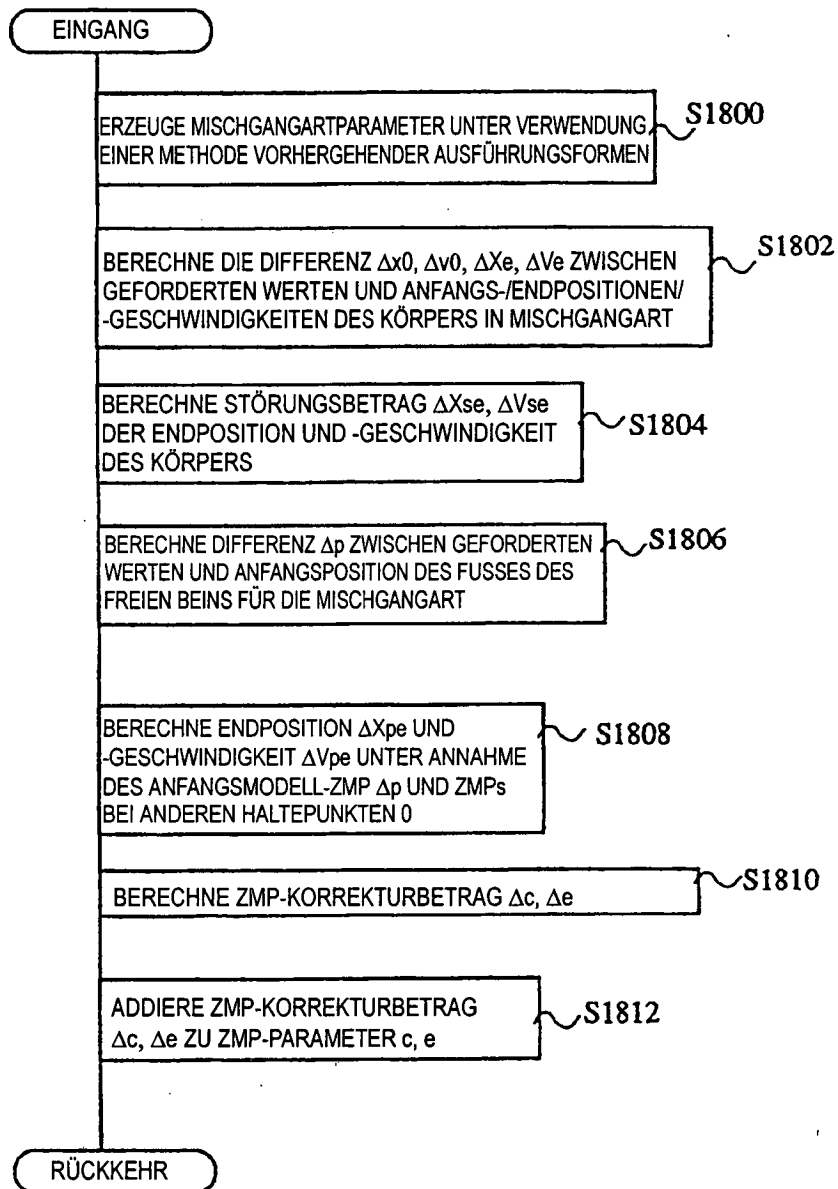 EINGANG
ERZEUGE MISCHGANGARTPARAMETER UNTER VERWENDUNG
EINER METHODE VORHERGEHENDER AUSFÜHRUNGSFORMEN
S1800
BERECHNE DIE DIFFERENZ Δx0, Δv0, ΔXe, ΔVe ZWISCHEN
GEFORDERTEN WERTEN UND ANFANGS-/ENDPOSITIONEN/
-GESCHWINDIGKEITEN DES KÖRPERS IN MISCHGANGART
S1802
BERECHNE STÖRUNGSBETRAG ΔXse, ΔVse
DER ENDPOSITION UND -GESCHWINDIGKEIT
DES KÖRPERS
S1804
BERECHNE DIFFERENZ Δp ZWISCHEN GEFORDERTEN
WERTEN UND ANFANGSPOSITION DES FUSSES DES
FREIEN BEINS FÜR DIE MISCHGANGART
S1806
BERECHNE ENDPOSITION ΔXpe UND
-GESCHWINDIGKEIT ΔVpe UNTER ANNAHME
DES ANFANGSMODELL-ZMP Δp UND ZMPs
BEI ANDEREN HALTEPUNKTEN 0
S1808
BERECHNE ZMP-KORREKTURBETRAG Δc, Δe
S1810
ADDIERE ZMP-KORREKTURBETRAG
Δc, Δe ZU ZMP-PARAMETER c, e
S1812
RÜCKKEHR